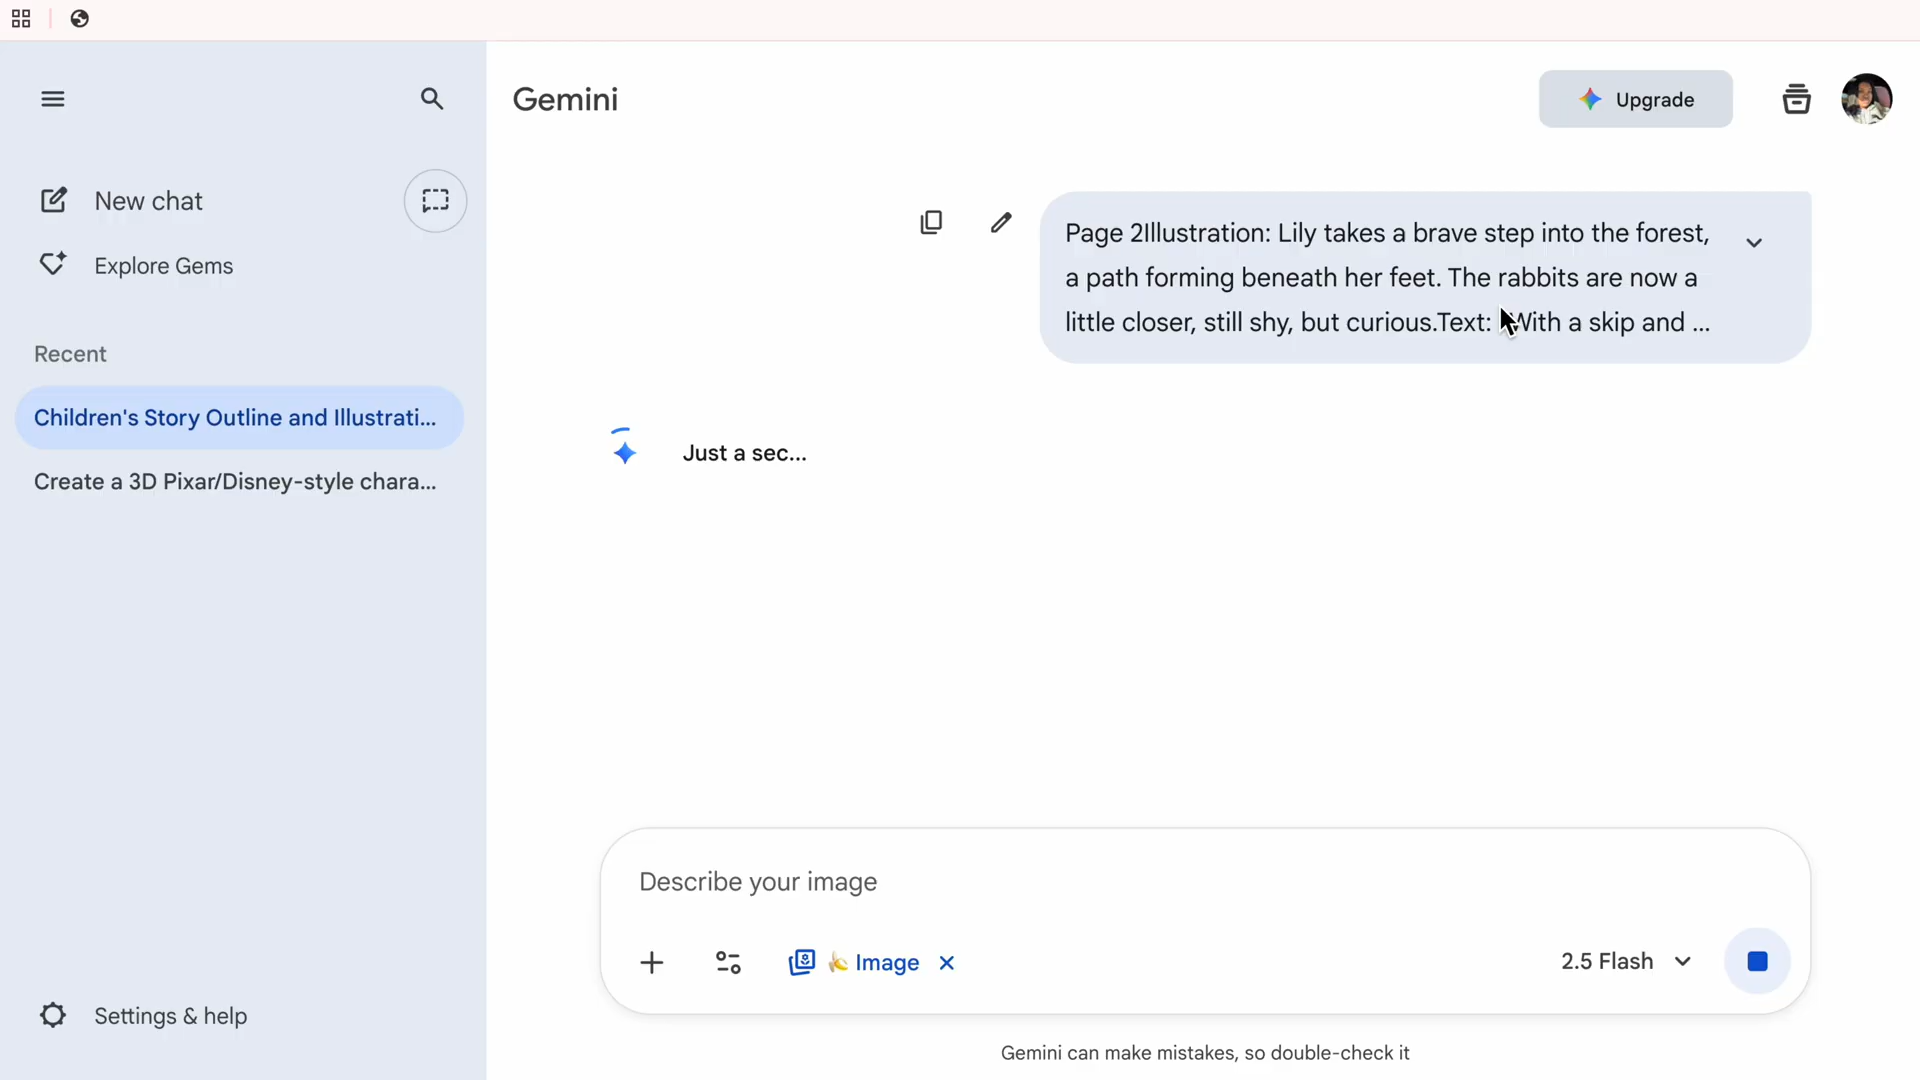 Gemini
Upgrade
New chat
Explore Gems
Recent
Children's Story Outline and Illustrati...
Create a 3D Pixar/Disney-style chara...
Settings & help
Page 2Illustration: Lily takes a brave step into the forest,
a path forming beneath her feet. The rabbits are now a
little closer, still shy, but curious.Text: With a skip and ...
Just a sec...
Describe your image
Image
2.5 Flash
Gemini can make mistakes, so double-check it